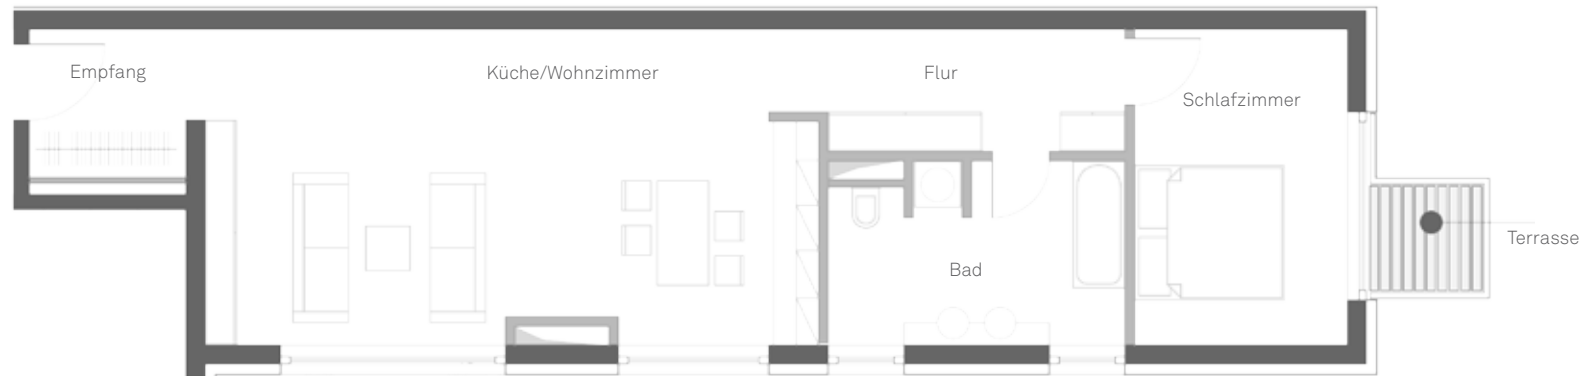 Empfang
Küche/Wohnzimmer
Flur
Schlafzimmer
Bad
Terrasse